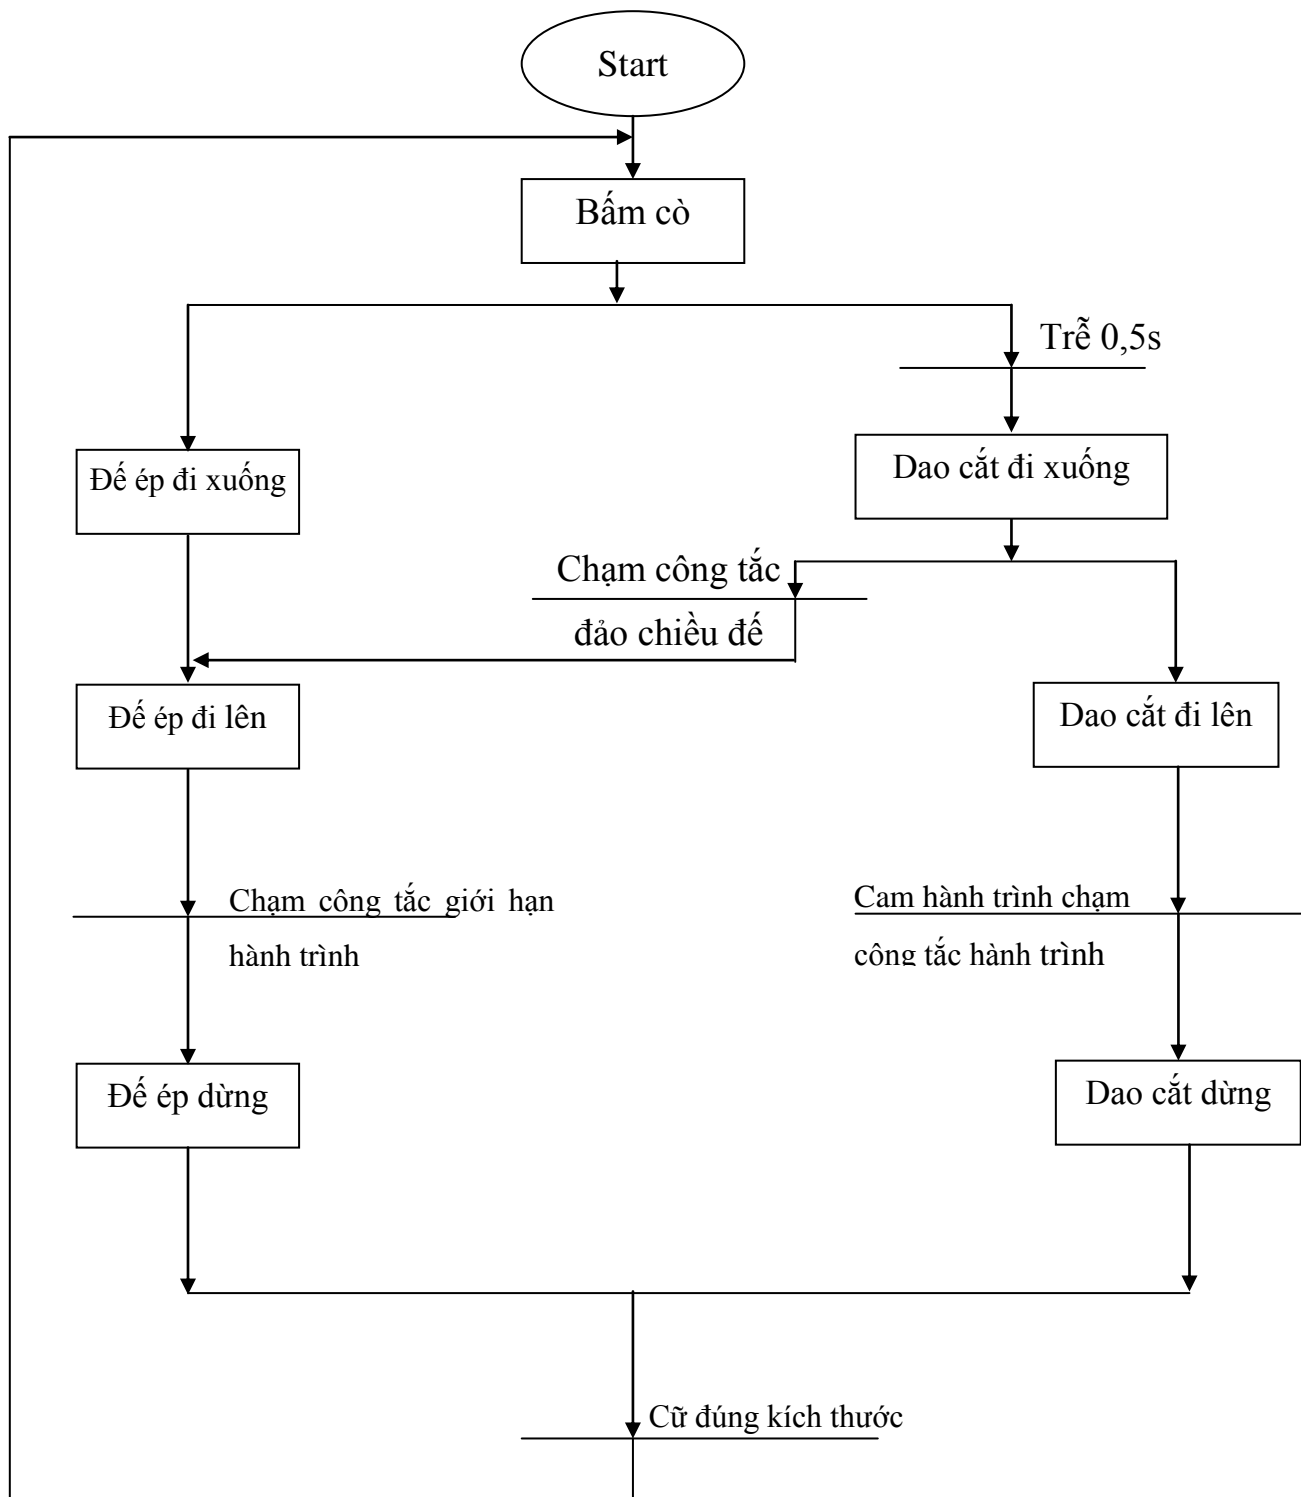 Start
Bấm cò
Trễ 0,5s
Đế ép đi xuống
Dao cắt đi xuống
Chạm công tắc
đảo chiều đế
Đế ép đi lên
Dao cắt đi lên
Chạm công tắc giới hạn
hành trình
Cam hành trình chạm
công tắc hành trình
Đế ép dừng
Dao cắt dừng
Cữ đúng kích thước